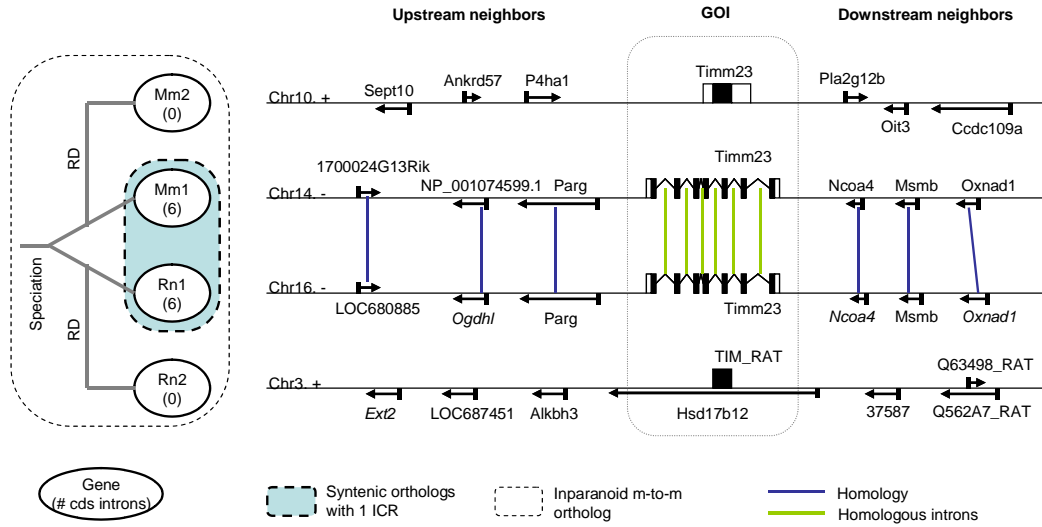 Upstream neighbors
GOI
Downstream neighbors
Mm2
(0)
Mm1
(6)
Rn1
(6)
Rn2
(0)
RD
RD
Speciation
Chr10. +
Sept10
Ankrd57
P4ha1
Timm23
Pla2g12b
Oit3
Ccdc109a
Chr14. -
1700024G13Rik
NP_001074599.1
Parg
Timm23
Ncoa4
Msmb
Oxnad1
Chr16. -
LOC680885
Ogdhl
Parg
Timm23
Ncoa4
Msmb
Oxnad1
Chr3. +
Ext2
LOC687451
Alkbh3
TIM_RAT
Hsd17b12
37587
Q63498_RAT
Q562A7_RAT
Gene
(# cds introns)
Syntenic orthologs
with 1 ICR
Inparanoid m-to-m
ortholog
Homology
Homologous introns